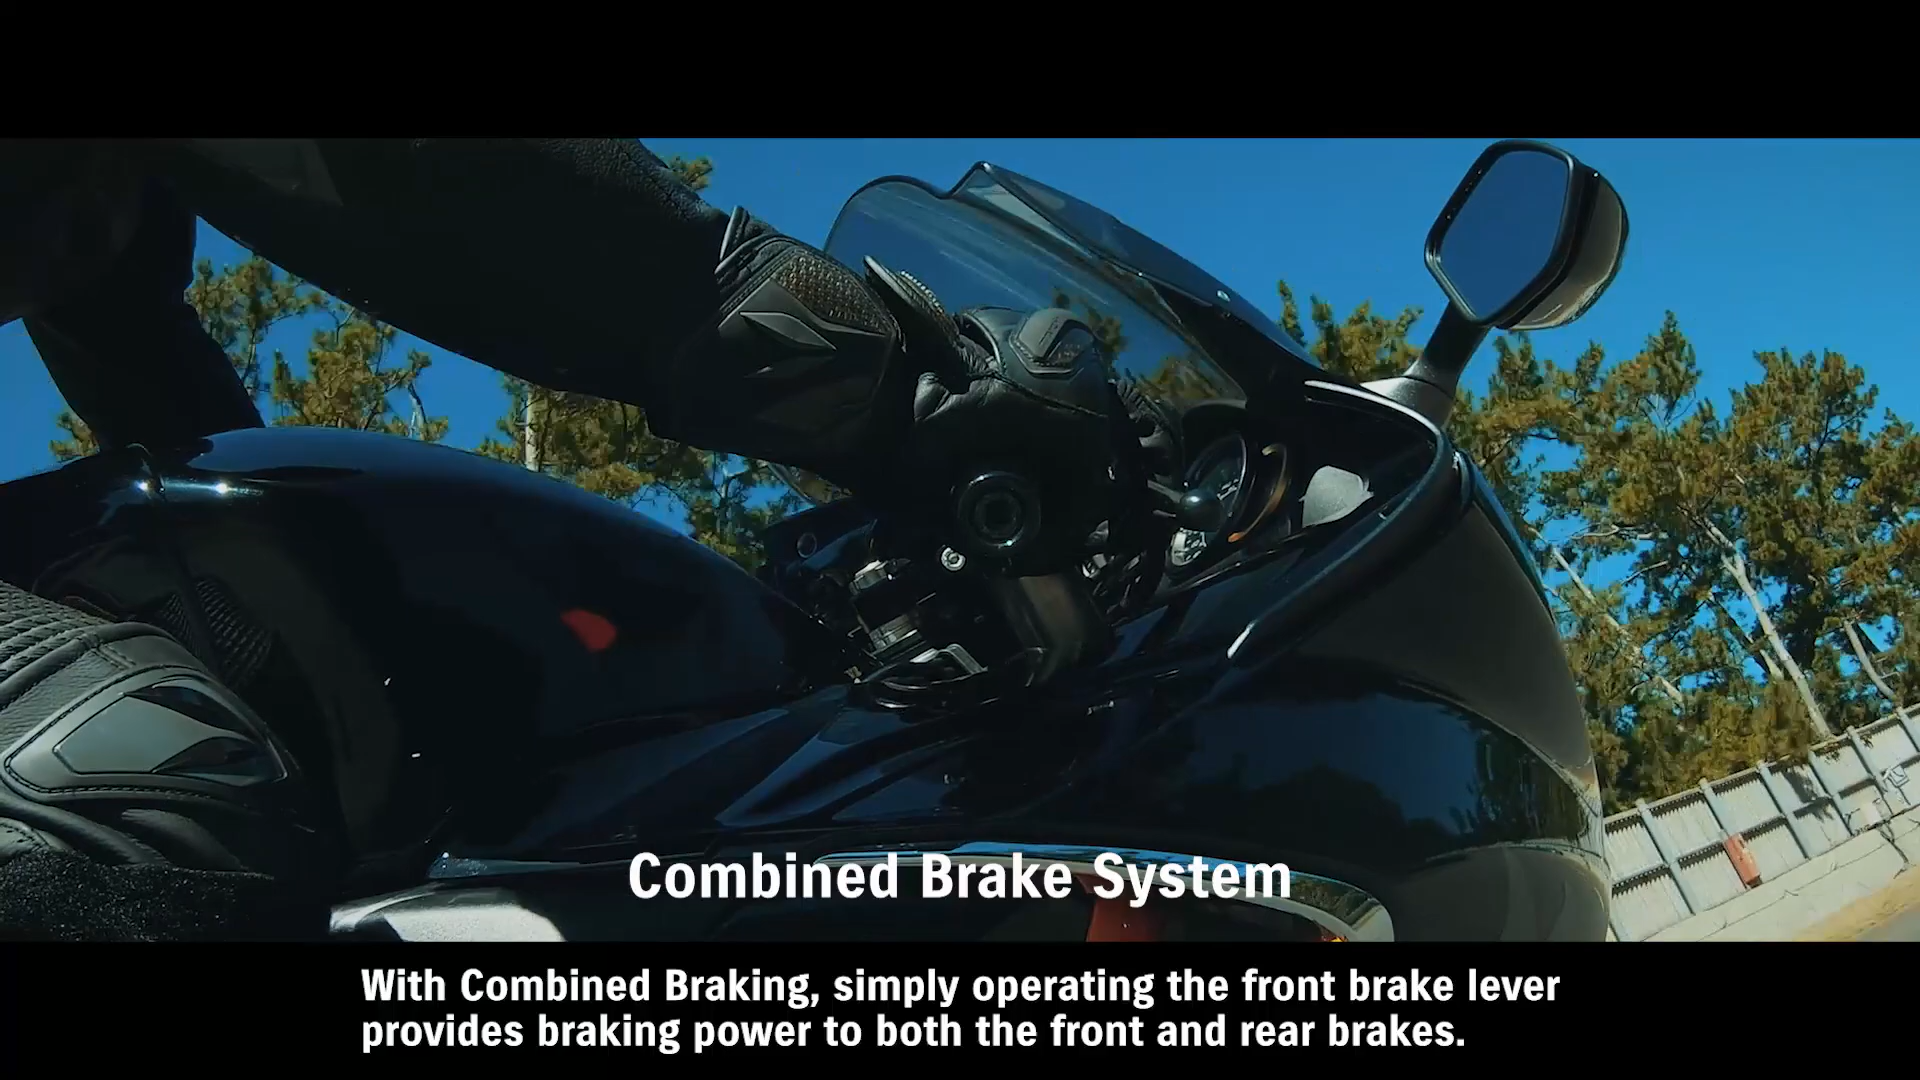 Combined Brake System
With Combined Braking, simply operating the front brake lever
provides braking power to both the front and rear brakes.